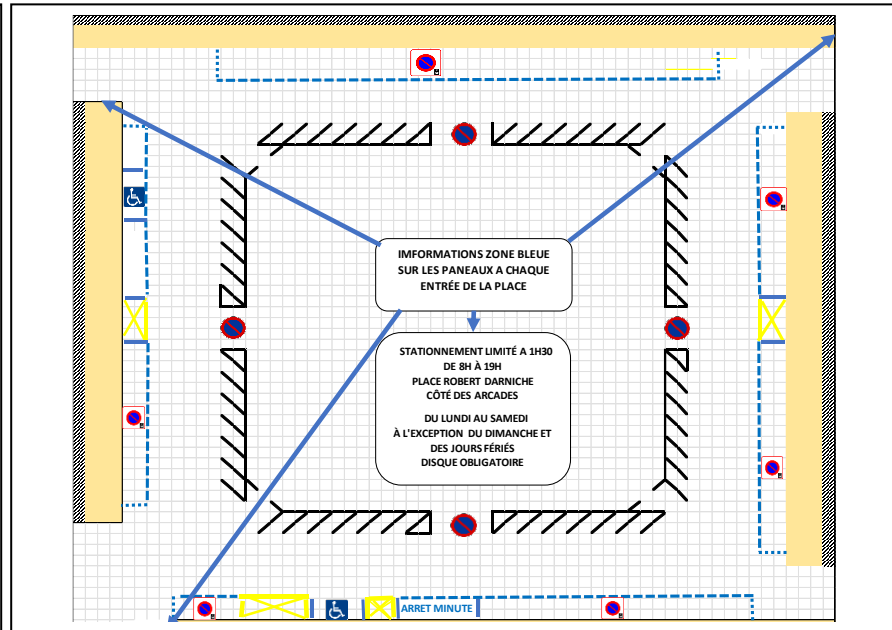 IMFORMATIONS ZONE BLEUE
SUR LES PANEAUX A CHAQUE
ENTRÉE DE LA PLACE
STATIONNEMENT LIMITÉ A 1H30
DE 8H À 19H
PLACE ROBERT DARNICHE
CÔTÉ DES ARCADES
DU LUNDI AU SAMEDI
À L'EXCEPTION DU DIMANCHE ET
DES JOURS FÉRIÉS
DISQUE OBLIGATOIRE
ARRET MINUTE